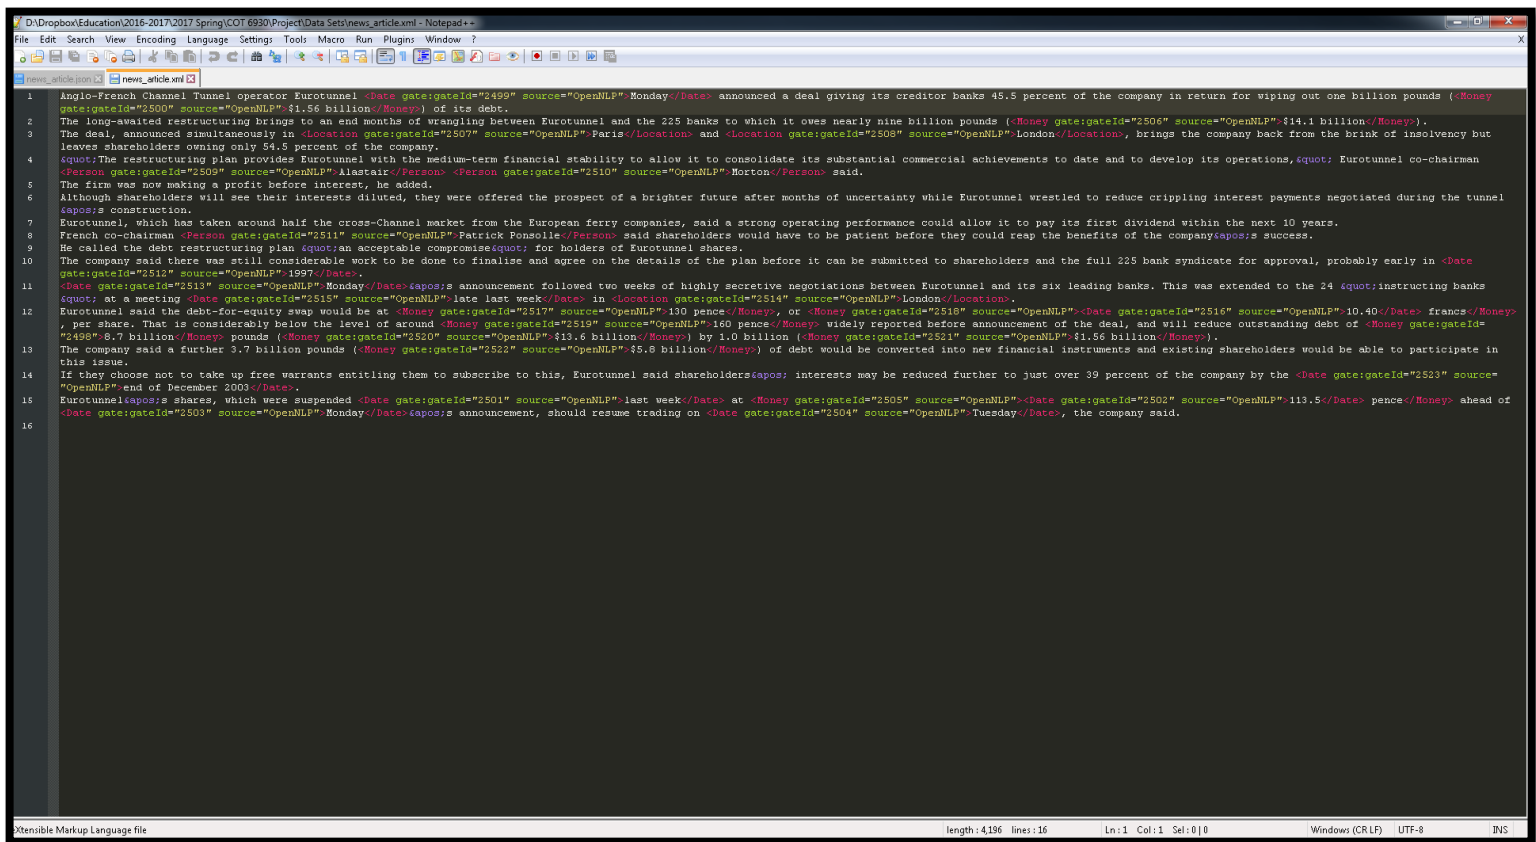 D:\Dropbox\Education\2016-2017\2017 Spring\COT 6930\Project\Data Sets\news_article.xml - Notepad++
File Edit Search View Encoding Language Settings Tools Macro Run Plugins Window ? X
news_article.json news_article.xml
1 Anglo-French Channel Tunnel operator Eurotunnel <Date gate:gateId="2499" source="OpenNLP">Monday</Date> announced a deal giving its creditor banks 45.5 percent of the company in return for wiping out one billion pounds (<Money
gate:gateId="2500" source="OpenNLP">$1.56 billion</Money>) of its debt.
2 The long-awaited restructuring brings to an end months of wrangling between Eurotunnel and the 225 banks to which it owes nearly nine billion pounds (<Money gate:gateId="2506" source="OpenNLP">$14.1 billion</Money>).
3 The deal, announced simultaneously in <Location gate:gateId="2507" source="OpenNLP">Paris</Location> and <Location gate:gateId="2508" source="OpenNLP">London</Location>, brings the company back from the brink of insolvency but
leaves shareholders owning only 54.5 percent of the company.
4 &quot;The restructuring plan provides Eurotunnel with the medium-term financial stability to allow it to consolidate its substantial commercial achievements to date and to develop its operations,&quot; Eurotunnel co-chairman
<Person gate:gateId="2509" source="OpenNLP">Alastair</Person> <Person gate:gateId="2510" source="OpenNLP">Morton</Person> said.
5 The firm was now making a profit before interest, he added.
6 Although shareholders will see their interests diluted, they were offered the prospect of a brighter future after months of uncertainty while Eurotunnel wrestled to reduce crippling interest payments negotiated during the tunnel
&apos;s construction.
7 Eurotunnel, which has taken around half the cross-Channel market from the European ferry companies, said a strong operating performance could allow it to pay its first dividend within the next 10 years.
8 French co-chairman <Person gate:gateId="2511" source="OpenNLP">Patrick Ponsolle</Person> said shareholders would have to be patient before they could reap the benefits of the company&apos;s success.
9 He called the debt restructuring plan &quot;an acceptable compromise&quot; for holders of Eurotunnel shares.
10 The company said there was still considerable work to be done to finalise and agree on the details of the plan before it can be submitted to shareholders and the full 225 bank syndicate for approval, probably early in <Date
gate:gateId="2512" source="OpenNLP">1997</Date>.
11 <Date gate:gateId="2513" source="OpenNLP">Monday</Date>&apos;s announcement followed two weeks of highly secretive negotiations between Eurotunnel and its six leading banks. This was extended to the 24 &quot;instructing banks
&quot; at a meeting <Date gate:gateId="2515" source="OpenNLP">late last week</Date> in <Location gate:gateId="2514" source="OpenNLP">London</Location>.
12 Eurotunnel said the debt-for-equity swap would be at <Money gate:gateId="2517" source="OpenNLP">130 pence</Money>, or <Money gate:gateId="2518" source="OpenNLP"><Date gate:gateId="2516" source="OpenNLP">10.40</Date> francs</Money>
, per share. That is considerably below the level of around <Money gate:gateId="2519" source="OpenNLP">160 pence</Money> widely reported before announcement of the deal, and will reduce outstanding debt of <Money gate:gateId=
"2498">8.7 billion</Money> pounds (<Money gate:gateId="2520" source="OpenNLP">$13.6 billion</Money>) by 1.0 billion (<Money gate:gateId="2521" source="OpenNLP">$1.56 billion</Money>).
13 The company said a further 3.7 billion pounds (<Money gate:gateId="2522" source="OpenNLP">$5.8 billion</Money>) of debt would be converted into new financial instruments and existing shareholders would be able to participate in
this issue.
14 If they choose not to take up free warrants entitling them to subscribe to this, Eurotunnel said shareholders&apos; interests may be reduced further to just over 39 percent of the company by the <Date gate:gateId="2523" source=
"OpenNLP">end of December 2003</Date>.
15 Eurotunnel&apos;s shares, which were suspended <Date gate:gateId="2501" source="OpenNLP">last week</Date> at <Money gate:gateId="2505" source="OpenNLP"><Date gate:gateId="2502" source="OpenNLP">113.5</Date> pence</Money> ahead of
<Date gate:gateId="2503" source="OpenNLP">Monday</Date>&apos;s announcement, should resume trading on <Date gate:gateId="2504" source="OpenNLP">Tuesday</Date>, the company said.
16
eXtensible Markup Language file length : 4,196 lines : 16 Ln : 1 Col : 1 Sel : 0 | 0 Windows (CR LF) UTF-8 INS